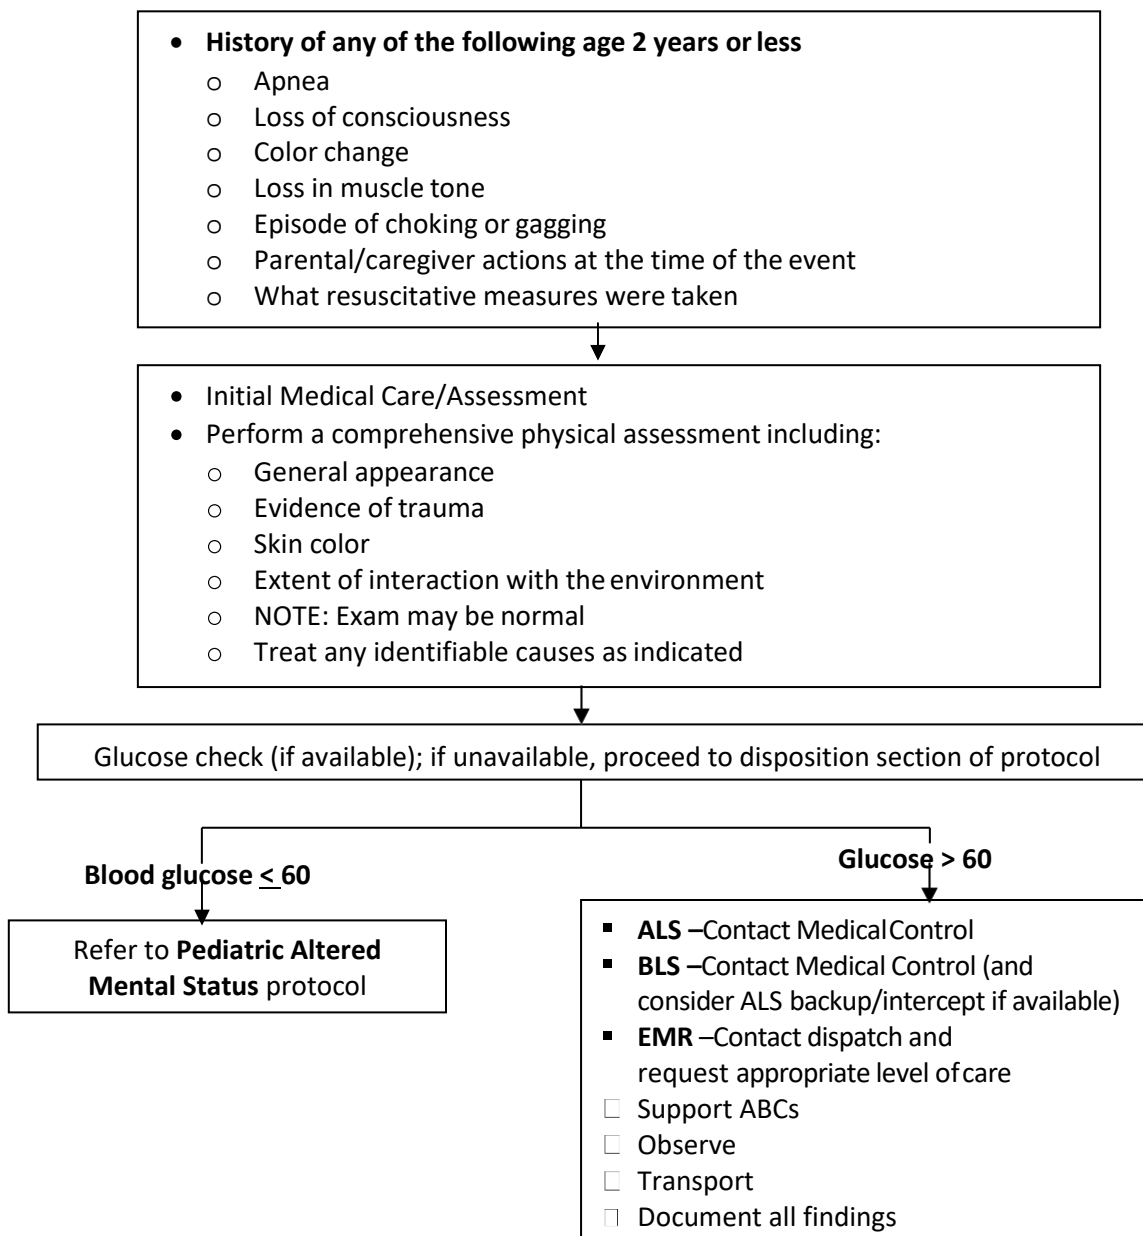 • History of any of the following age 2 years or less
o Apnea
o Loss of consciousness
o Color change
o Loss in muscle tone
o Episode of choking or gagging
o Parental/caregiver actions at the time of the event
o What resuscitative measures were taken
• Initial Medical Care/Assessment
• Perform a comprehensive physical assessment including:
o General appearance
o Evidence of trauma
o Skin color
o Extent of interaction with the environment
o NOTE: Exam may be normal
o Treat any identifiable causes as indicated
Glucose check (if available); if unavailable, proceed to disposition section of protocol
Blood glucose < 60
Refer to Pediatric Altered
Mental Status protocol
Glucose > 60
▪ ALS –Contact Medical Control
▪ BLS –Contact Medical Control (and
consider ALS backup/intercept if available)
▪ EMR –Contact dispatch and
request appropriate level of care
□ Support ABCs
□ Observe
□ Transport
□ Document all findings